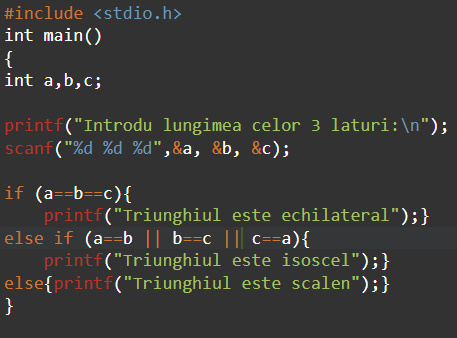 #include <stdio.h>
int main()
{
int a,b,c;
printf("Introdu lungimea celor 3 laturi:\n");
scanf("%d %d %d",&a, &b, &c);
if (a==b==c){
    printf("Triunghiul este echilateral");}
else if (a==b || b==c || c==a){
    printf("Triunghiul este isoscel");}
else{printf("Triunghiul este scalen");}
}